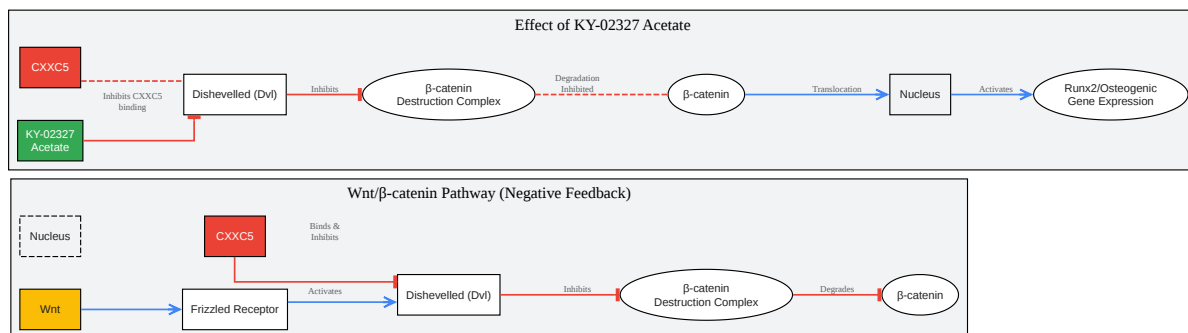 Effect of KY-02327 Acetate
CXXC5
Inhibits CXXC5
binding
KY-02327
Acetate
Dishevelled (Dvl)
Inhibits
β-catenin
Destruction Complex
Degradation
Inhibited
β-catenin
Translocation
Nucleus
Activates
Runx2/Osteogenic
Gene Expression
Wnt/β-catenin Pathway (Negative Feedback)
Nucleus
CXXC5
Binds &
Inhibits
Wnt
Frizzled Receptor
Activates
Dishevelled (Dvl)
Inhibits
β-catenin
Destruction Complex
Degrades
β-catenin